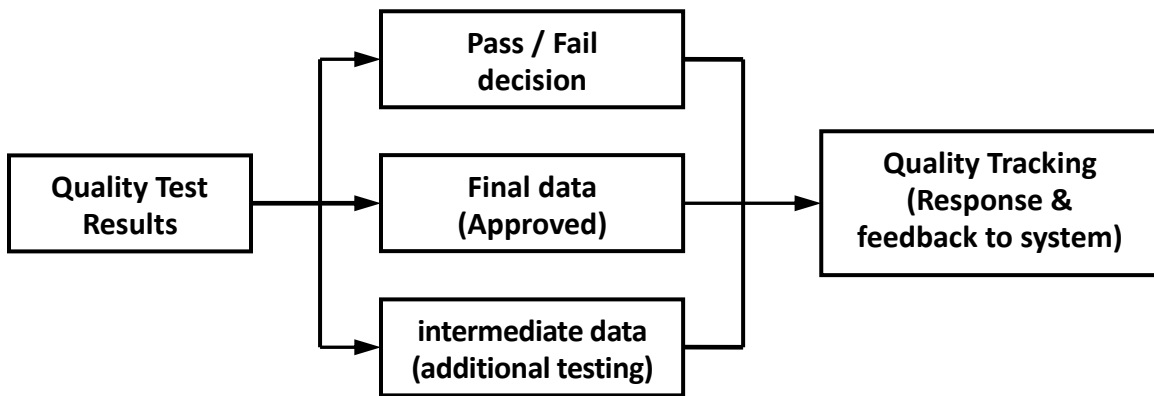 Pass / Fail
decision
Quality Test
Results
Final data
(Approved)
intermediate data
(additional testing)
Quality Tracking
(Response &
feedback to system)